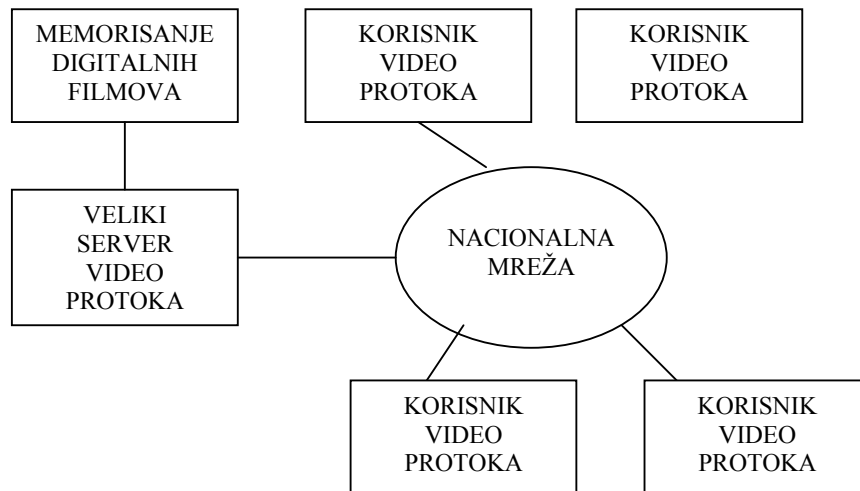 MEMORISANJE
DIGITALNIH
FILMOVA
KORISNIK
VIDEO
PROTOKA
KORISNIK
VIDEO
PROTOKA
VELIKI
SERVER
VIDEO
PROTOKA
NACIONALNA
MREŽA
KORISNIK
VIDEO
PROTOKA
KORISNIK
VIDEO
PROTOKA